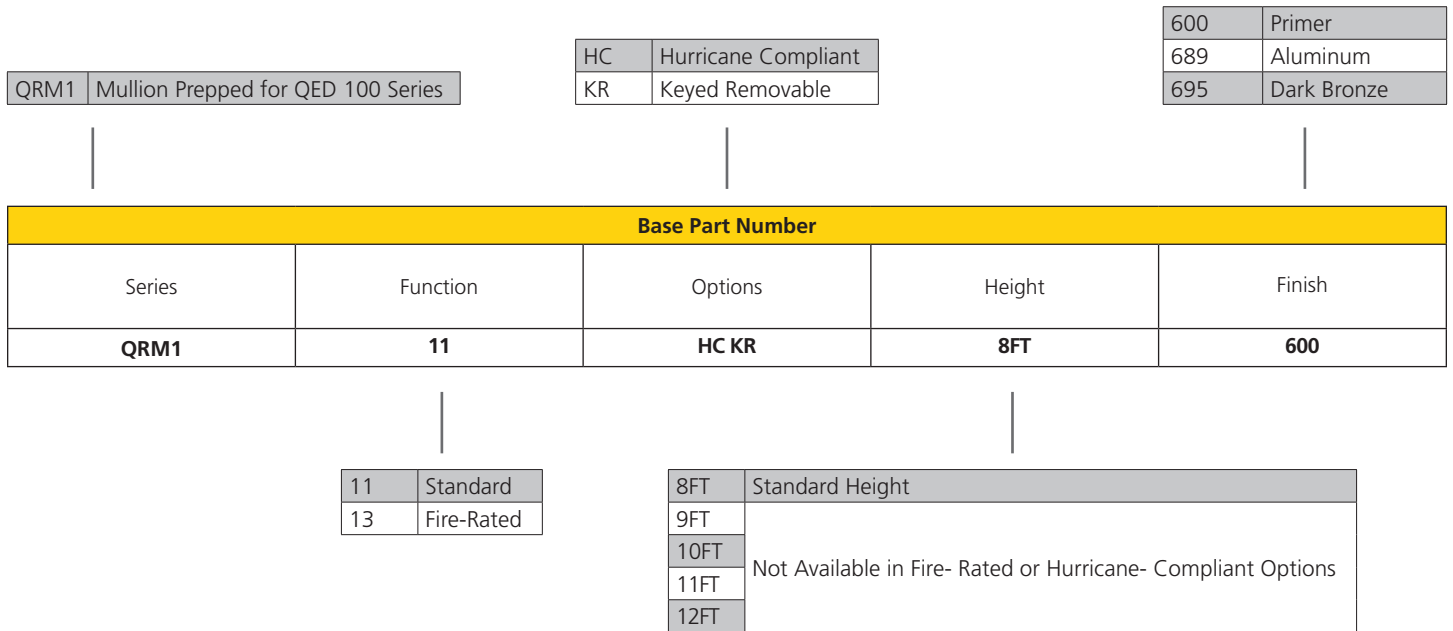 600 Primer
689 Aluminum
695 Dark Bronze
HC Hurricane Compliant
KR Keyed Removable
QRM1 Mullion Prepped for QED 100 Series
Base Part Number
Series Function Options Height Finish
QRM1 11 HC KR 8FT 600
11 Standard
13 Fire-Rated
8FT Standard Height
9FT
10FT
11FT
12FT
Not Available in Fire- Rated or Hurricane- Compliant Options